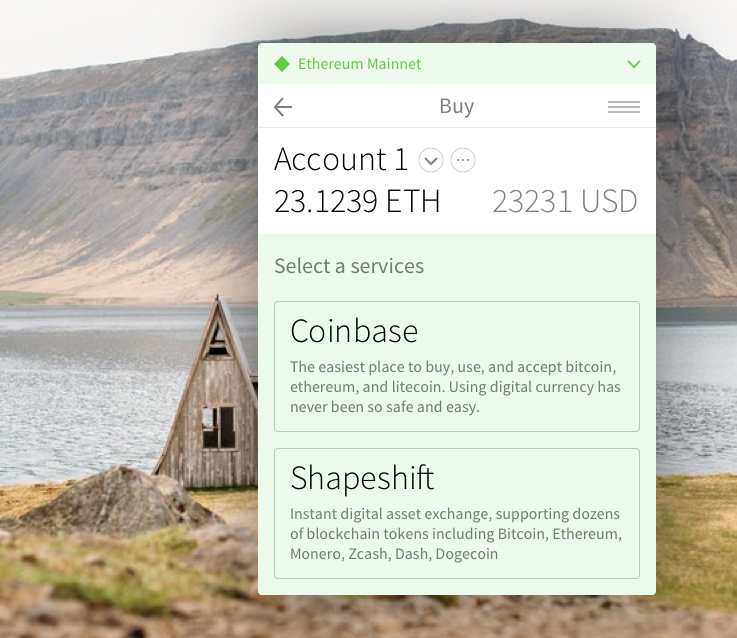 Ethereum Mainnet
Buy
Account 1
23.1239 ETH 23231 USD
Select a services
Coinbase
The easiest place to buy, use, and accept bitcoin,
ethereum, and litecoin. Using digital currency has
never been so safe and easy.
Shapeshift
Instant digital asset exchange, supporting dozens
of blockchain tokens including Bitcoin, Ethereum,
Monero, Zcash, Dash, Dogecoin